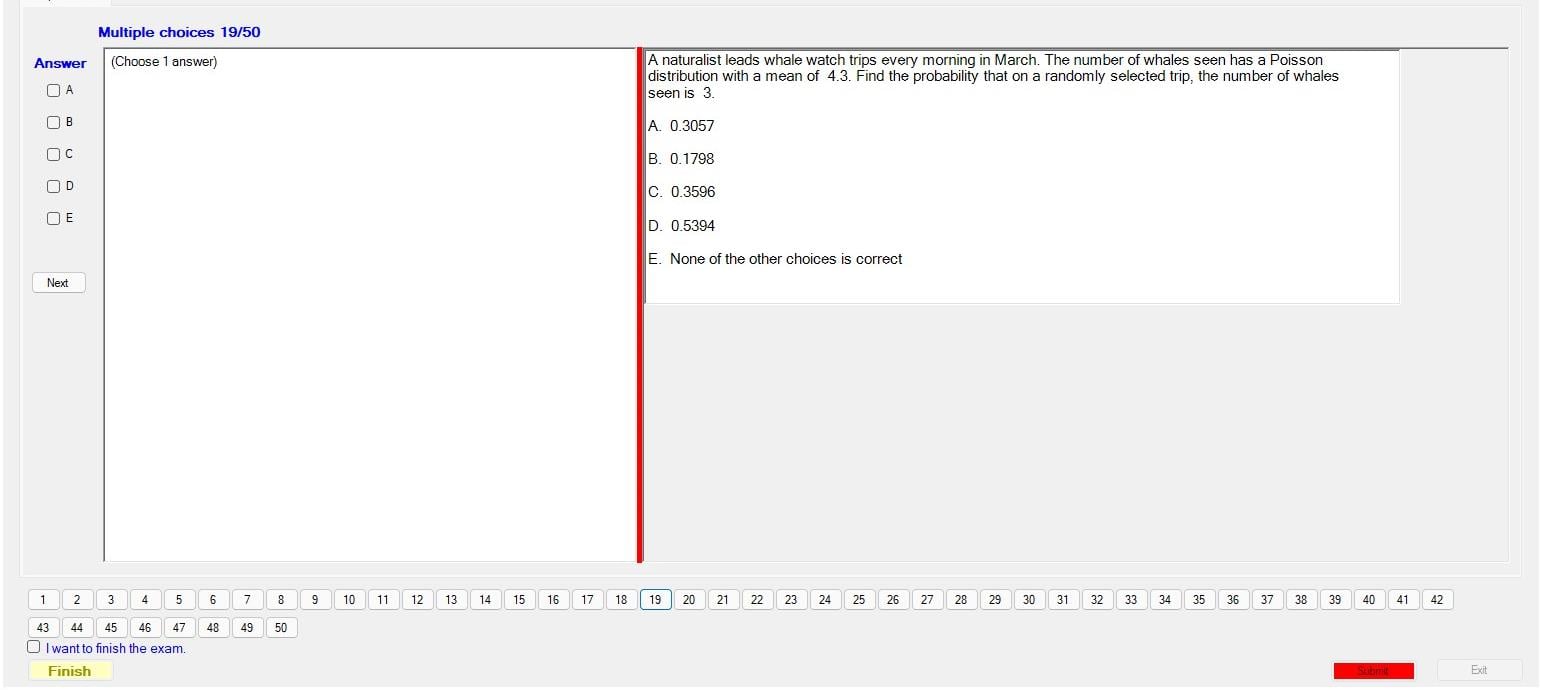 Multiple choices 19/50
Answer
(Choose 1 answer)
A
B
C
D
E
Next
A naturalist leads whale watch trips every morning in March. The number of whales seen has a Poisson
distribution with a mean of 4.3. Find the probability that on a randomly selected trip, the number of whales
seen is 3.
A. 0.3057
B. 0.1798
C. 0.3596
D. 0.5394
E. None of the other choices is correct
1 2 3 4 5 6 7 8 9 10 11 12 13 14 15 16 17 18 19 20 21 22 23 24 25 26 27 28 29 30 31 32 33 34 35 36 37 38 39 40 41 42
43 44 45 46 47 48 49 50
I want to finish the exam.
Finish
Submit
Exit